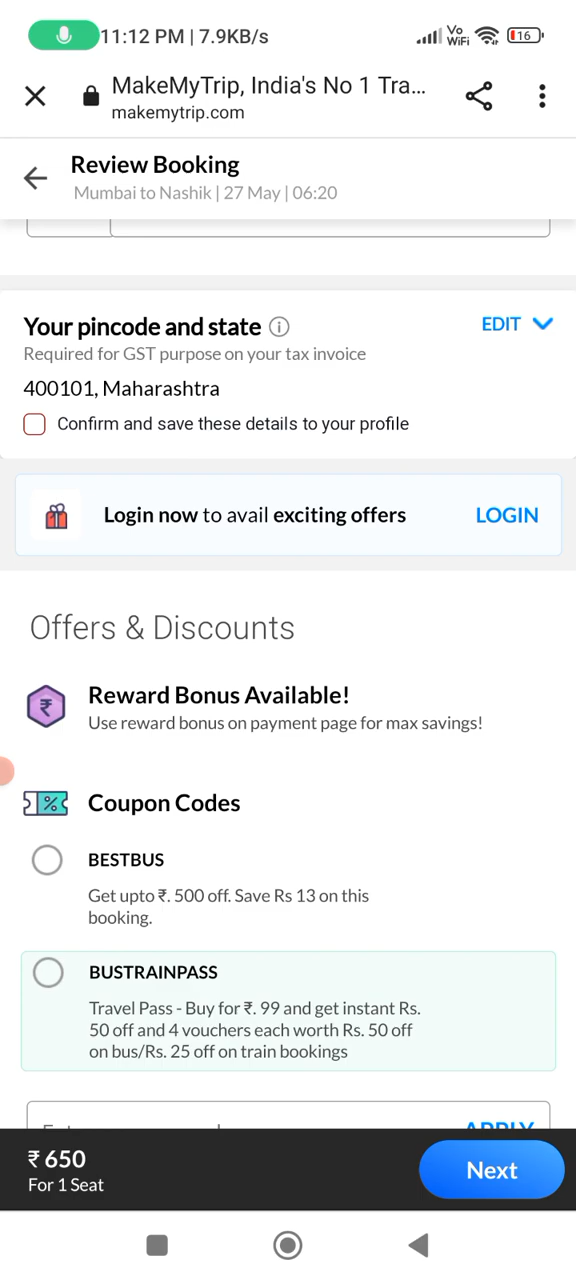 11:12 PM | 7.9KB/s
Vo
WiFi
16
MakeMyTrip, India's No 1 Tra...
makemytrip.com
Review Booking
Mumbai to Nashik | 27 May | 06:20
Your pincode and state
EDIT
Required for GST purpose on your tax invoice
400101, Maharashtra
Confirm and save these details to your profile
Login now to avail exciting offers
LOGIN
Offers & Discounts
Reward Bonus Available!
Use reward bonus on payment page for max savings!
Coupon Codes
BESTBUS
Get upto ₹. 500 off. Save Rs 13 on this
booking.
BUSTRAINPASS
Travel Pass - Buy for ₹. 99 and get instant Rs.
50 off and 4 vouchers each worth Rs. 50 off
on bus/Rs. 25 off on train bookings
APPLY
₹ 650
For 1 Seat
Next